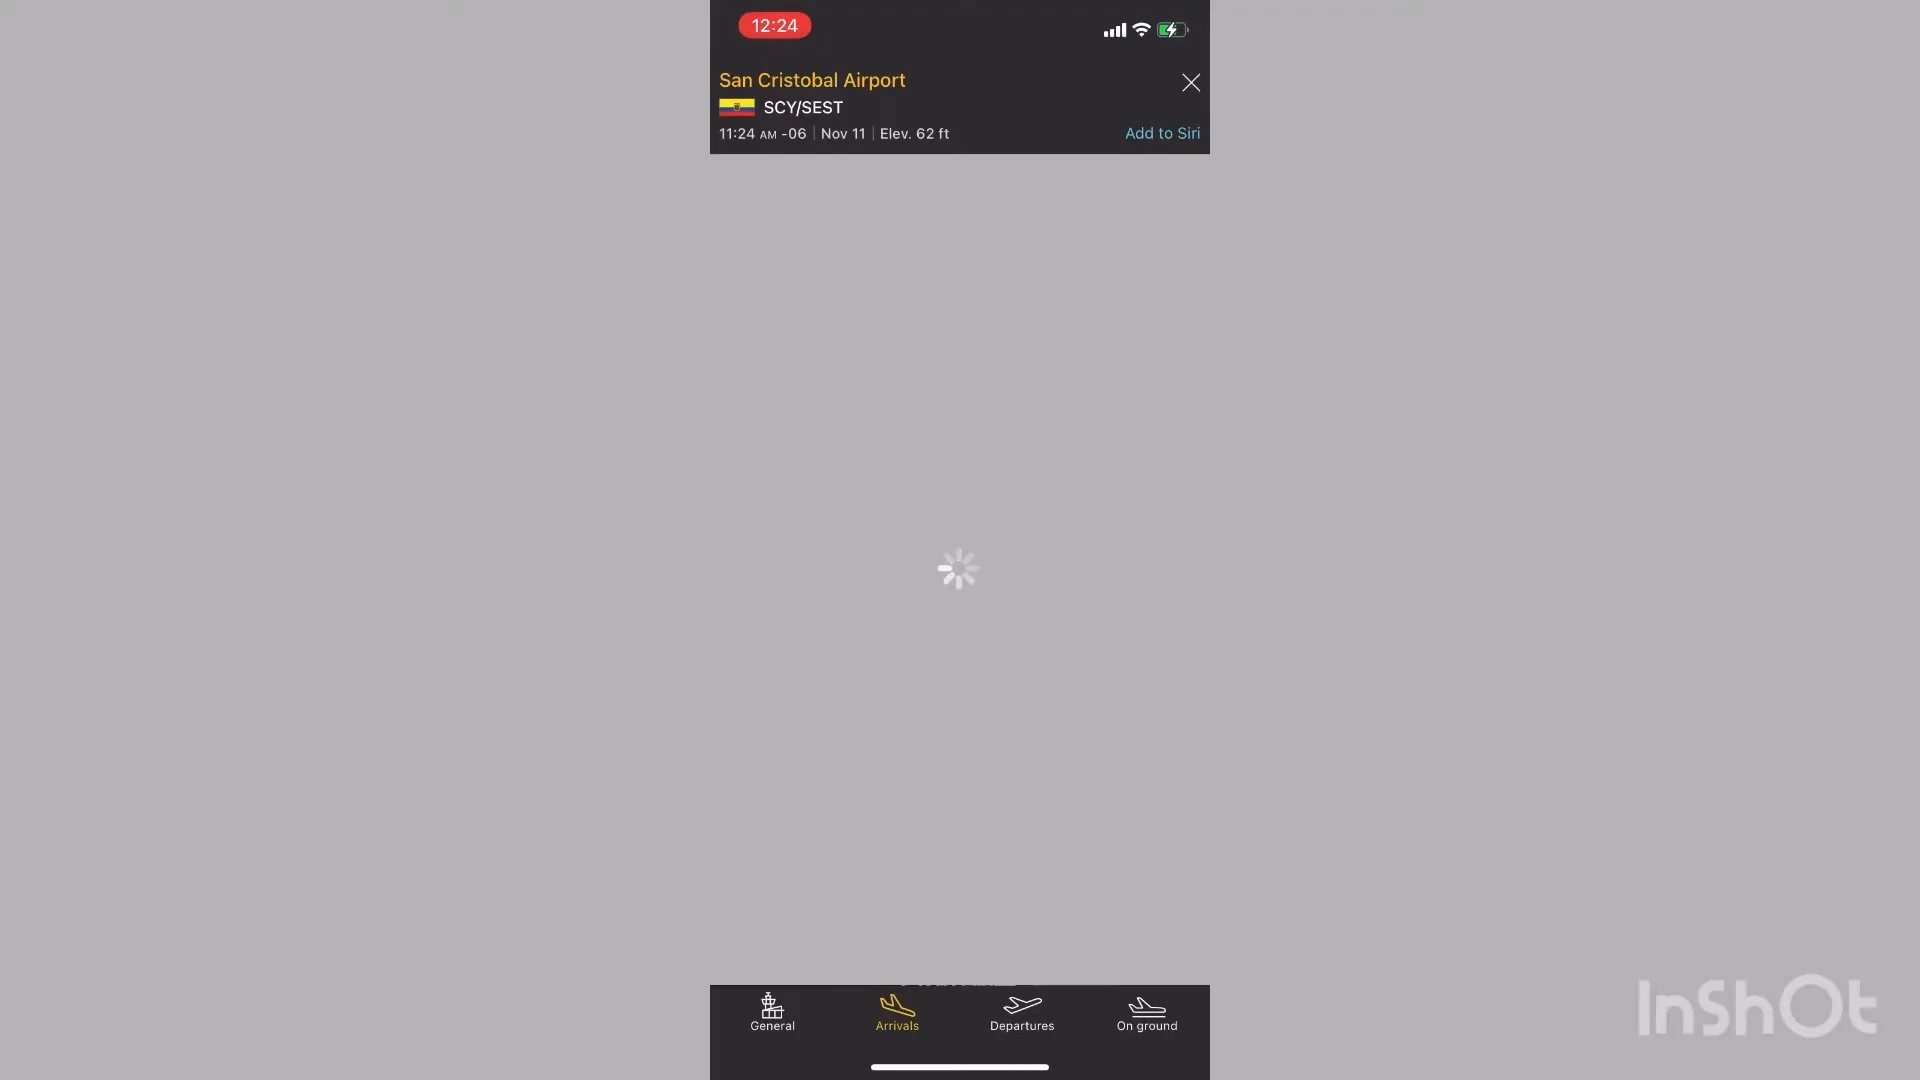 12:24
San Cristobal Airport
SCY/SEST
11:24 AM -06 | Nov 11 | Elev. 62 ft
Add to Siri
General
Arrivals
Departures
On ground
InShOt